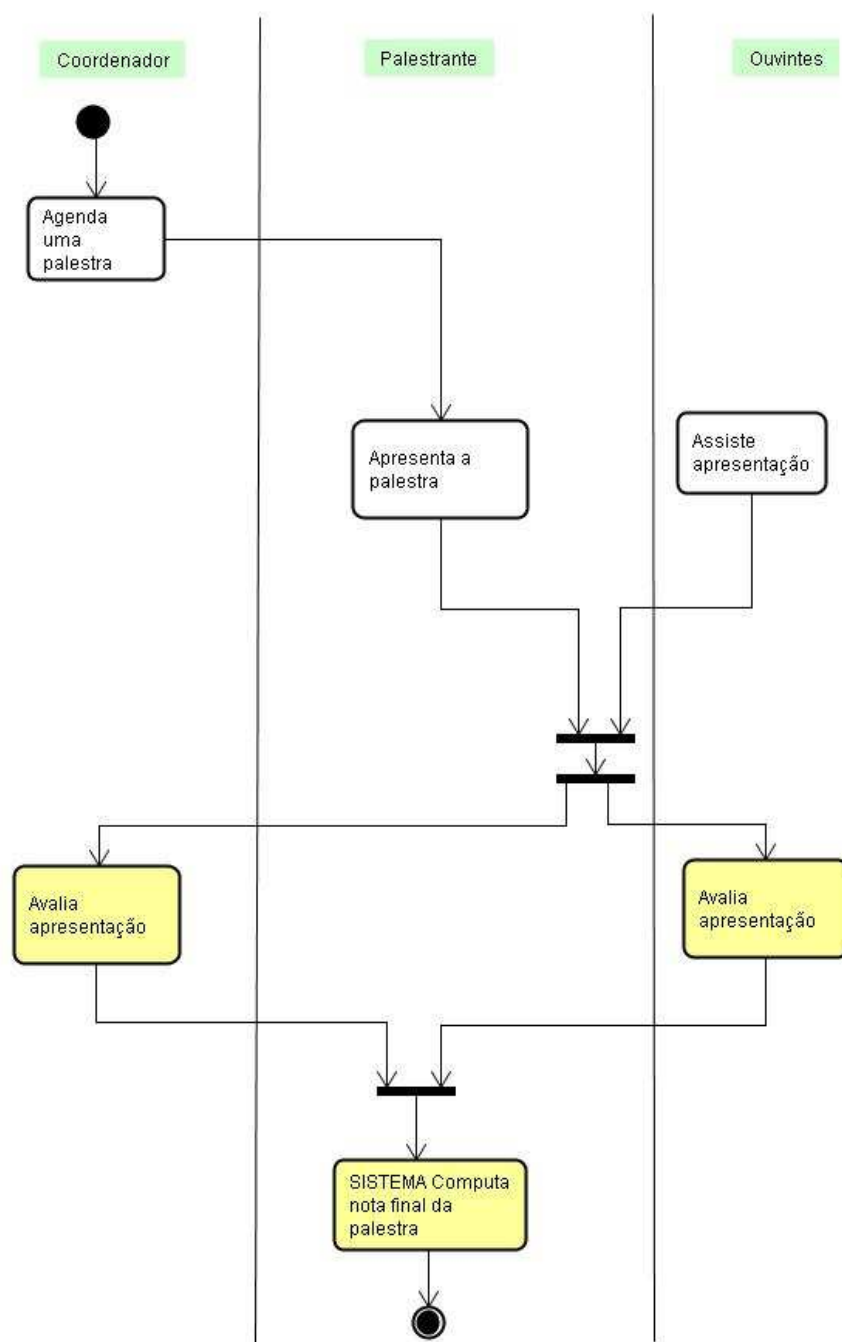 Coordenador
Palestrante
Ouvintes
Agenda
uma
palestra
Apresenta a
palestra
Assiste
apresentação
Avalia
apresentação
Avalia
apresentação
SISTEMA Computa
nota final da
palestra